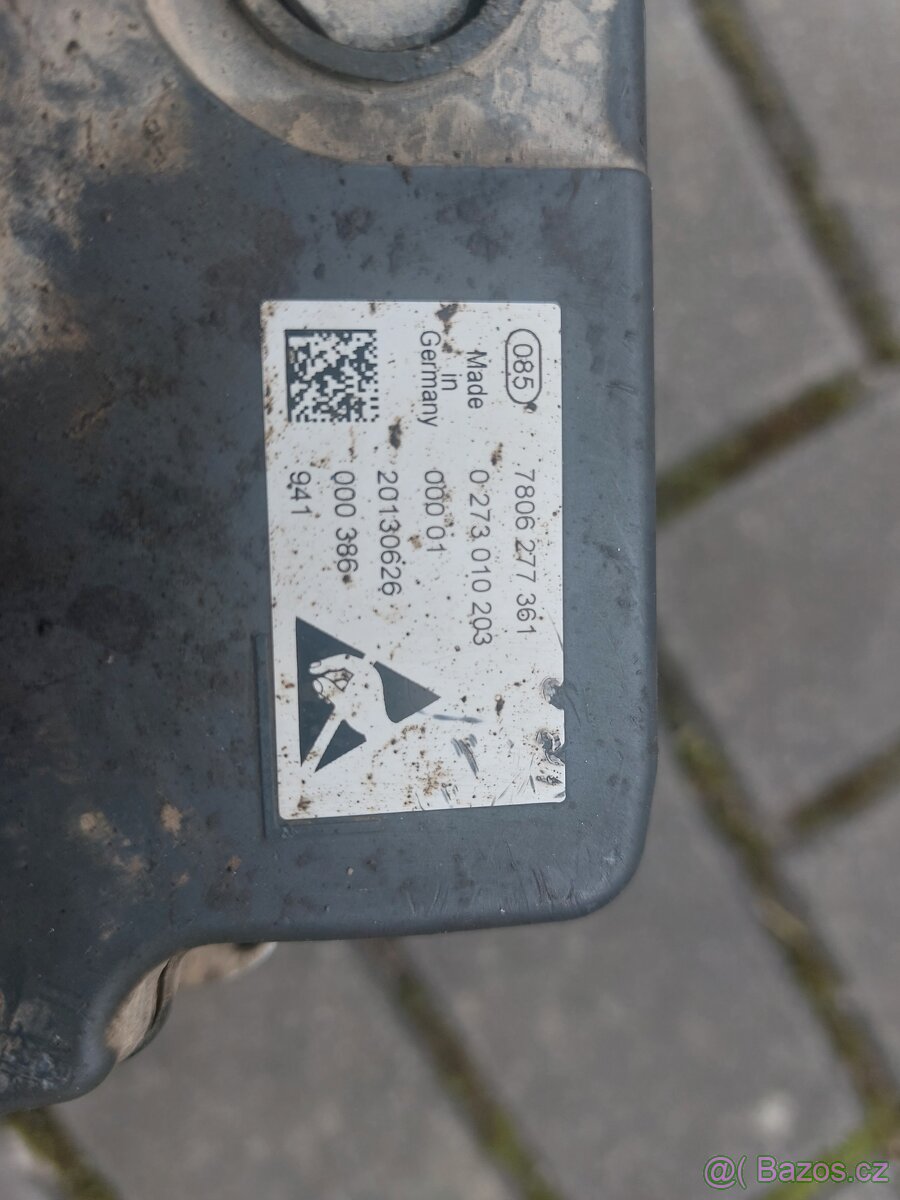 085
7806 277 361
0 273 010 203
Made
in
Germany
000 01
20130626
000 386
941
@( Bazos.cz